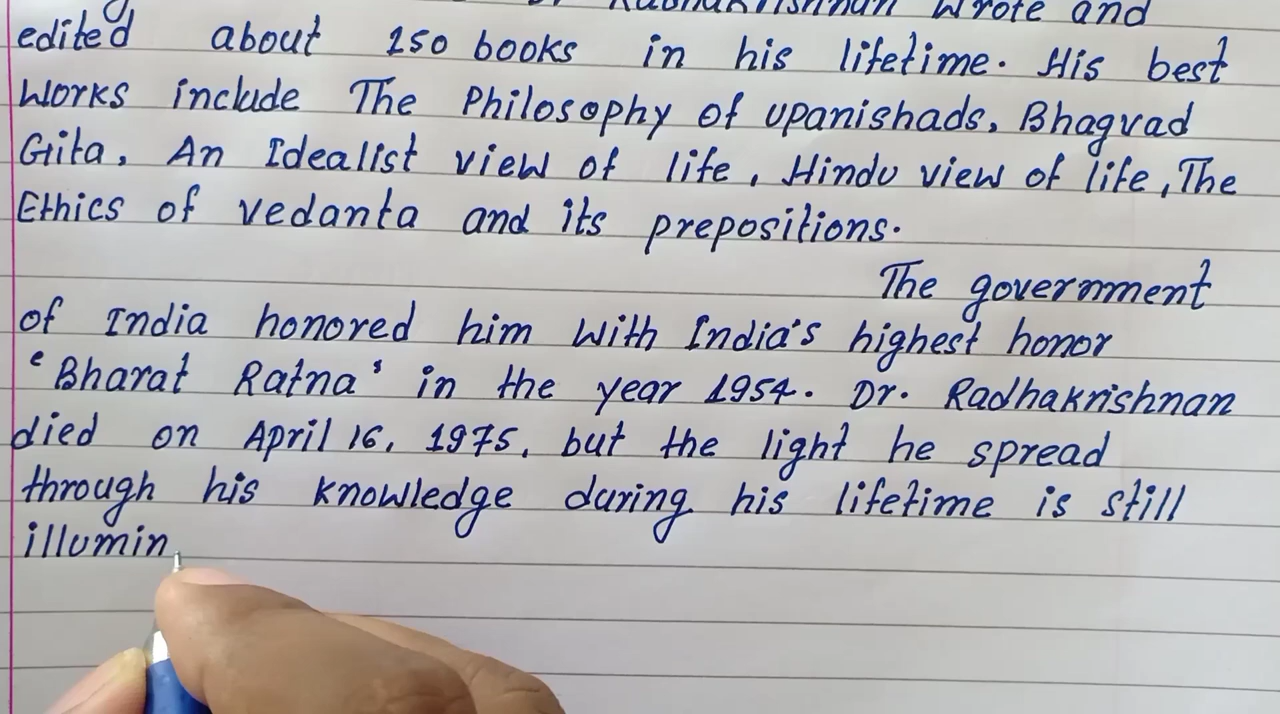 Radhakrishnan wrote and
edited about 150 books in his lifetime. His best
works include The Philosophy of upanishads, Bhagvad
Gita, An Idealist view of life, Hindu view of life, The
Ethics of vedanta and its prepositions.
The government
of India honored him with India's highest honor
'Bharat Ratna' in the year 1954. Dr. Radhakrishnan
died on April 16, 1975, but the light he spread
through his knowledge during his lifetime is still
illumin